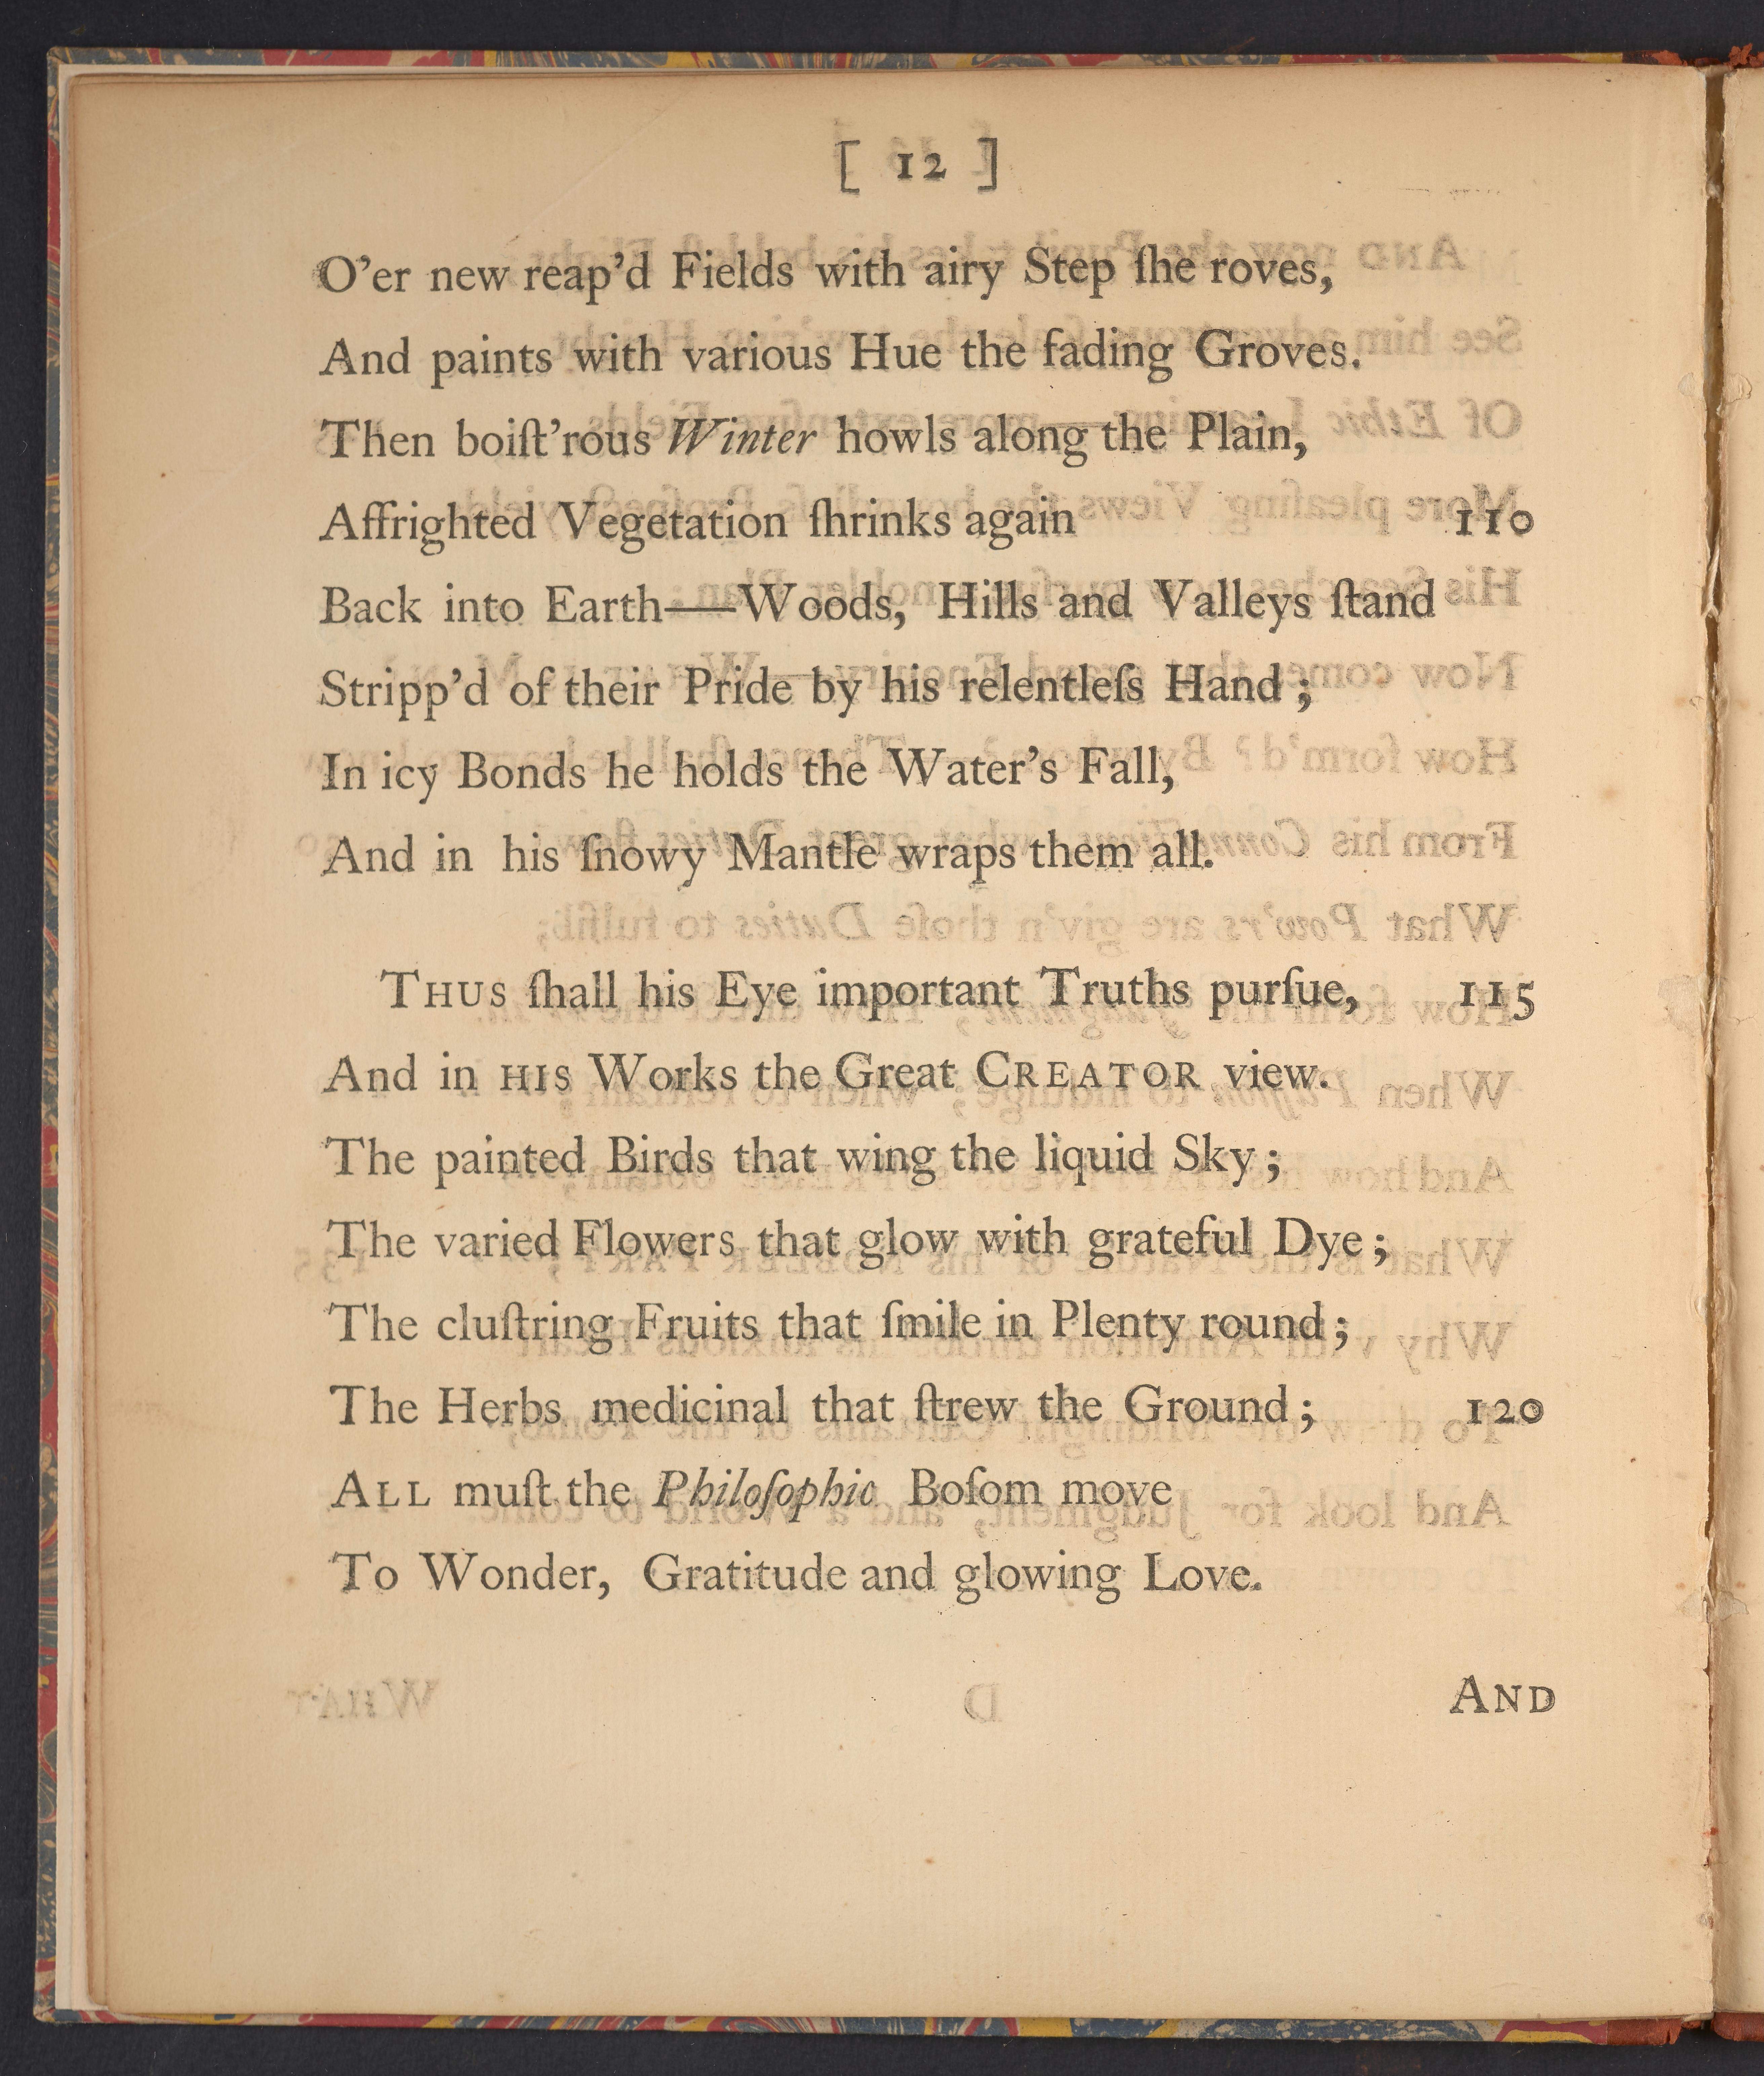 [ 12 ]
O'er new reap'd Fields with airy Step ſhe roves,
And paints with various Hue the fading Groves.
Then boiſt'rous Winter howls along the Plain,
Affrighted Vegetation ſhrinks again 110
Back into Earth——Woods, Hills and Valleys ſtand
Stripp'd of their Pride by his relentleſs Hand;
In icy Bonds he holds the Water's Fall,
And in his ſnowy Mantle wraps them all.
THUS ſhall his Eye important Truths purſue, 115
And in HIS Works the Great CREATOR view.
The painted Birds that wing the liquid Sky;
The varied Flowers that glow with grateful Dye;
The cluſtring Fruits that ſmile in Plenty round;
The Herbs medicinal that ſtrew the Ground; 120
ALL muſt the Philoſophic Boſom move
To Wonder, Gratitude and glowing Love.
AND